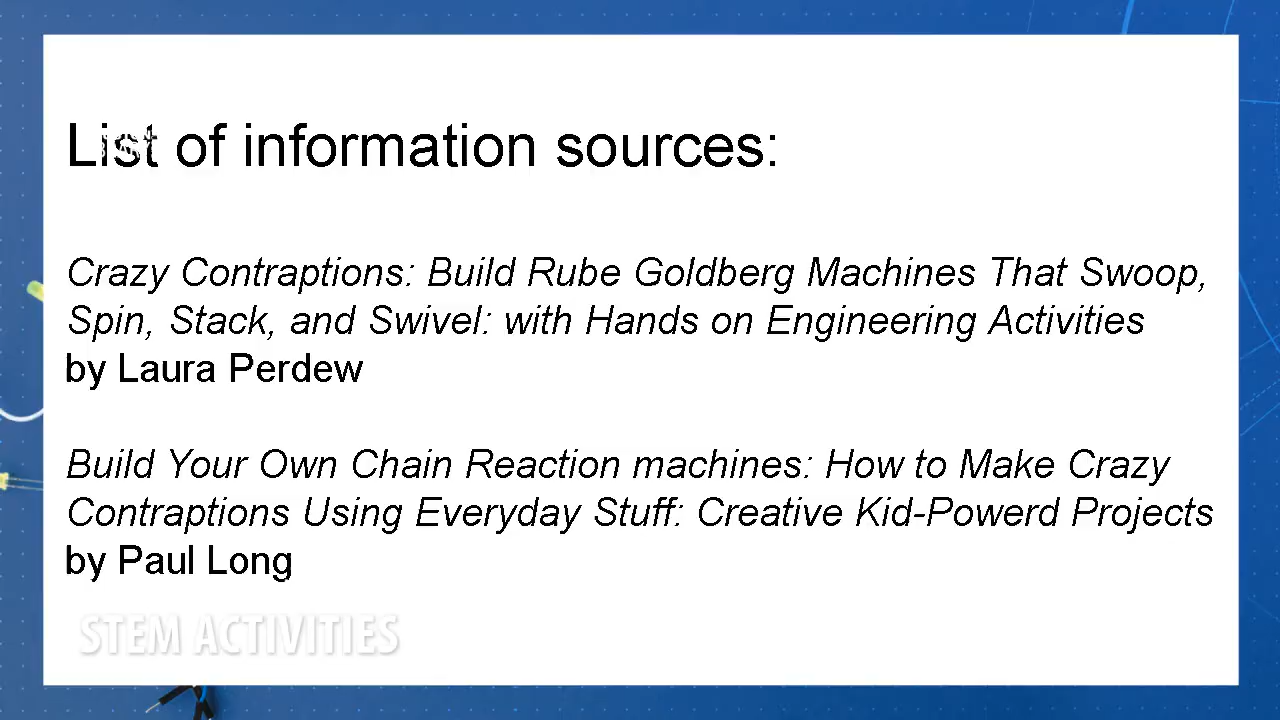 List of information sources:
Crazy Contraptions: Build Rube Goldberg Machines That Swoop,
Spin, Stack, and Swivel: with Hands on Engineering Activities
by Laura Perdew
Build Your Own Chain Reaction machines: How to Make Crazy
Contraptions Using Everyday Stuff: Creative Kid-Powerd Projects
by Paul Long
STEM ACTIVITIES